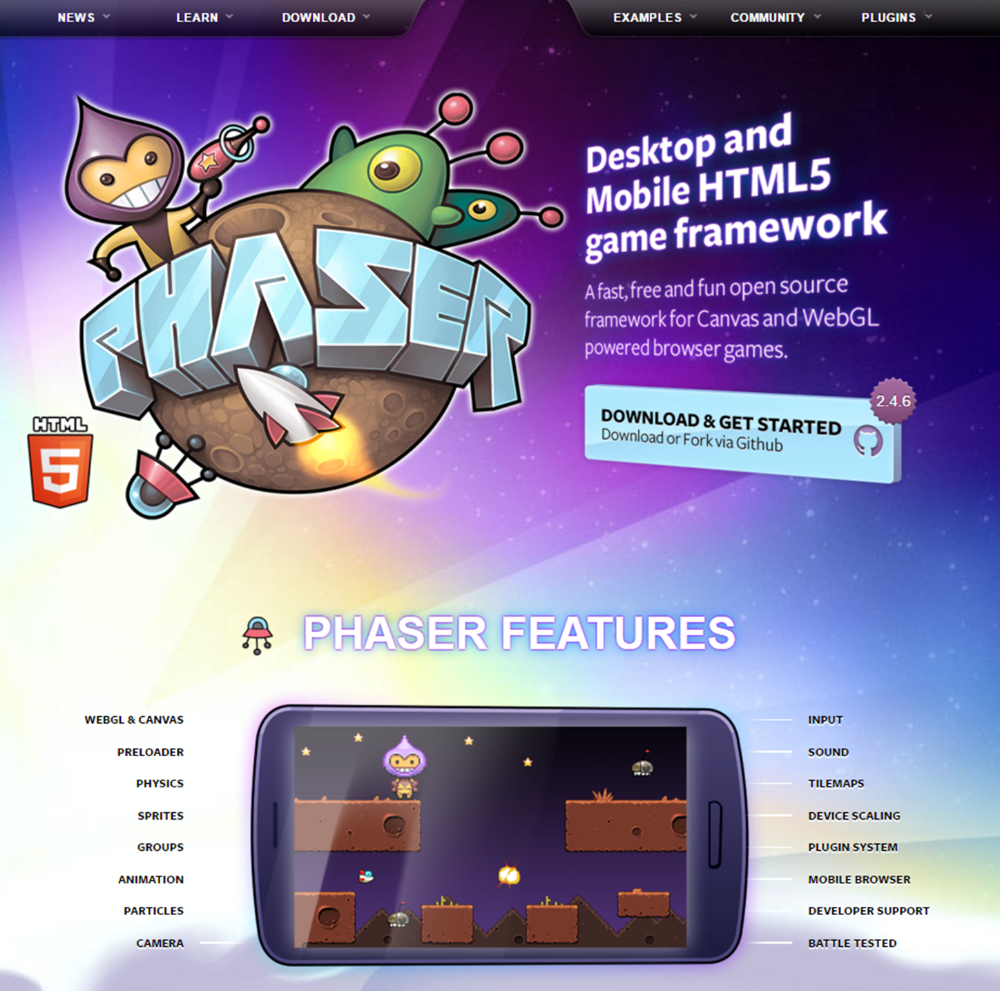 NEWS
LEARN
DOWNLOAD
EXAMPLES
COMMUNITY
PLUGINS
PHASER
Desktop and
Mobile HTML5
game framework
A fast, free and fun open source
framework for Canvas and WebGL
powered browser games.
2.4.6
DOWNLOAD & GET STARTED
Download or Fork via Github
HTML
5
PHASER FEATURES
WEBGL & CANVAS
PRELOADER
PHYSICS
SPRITES
GROUPS
ANIMATION
PARTICLES
CAMERA
INPUT
SOUND
TILEMAPS
DEVICE SCALING
PLUGIN SYSTEM
MOBILE BROWSER
DEVELOPER SUPPORT
BATTLE TESTED